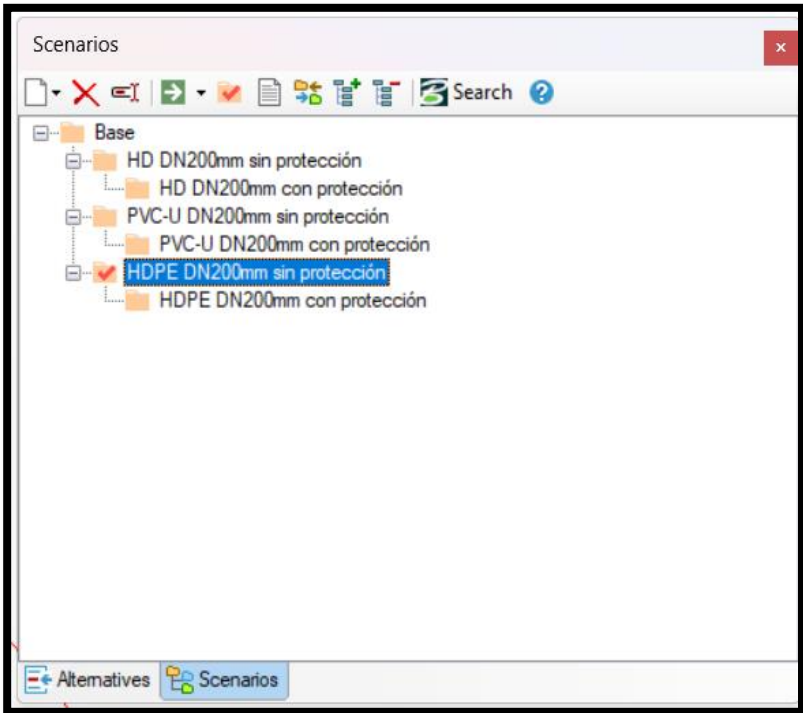 Scenarios
Search
Base
HD DN200mm sin protección
HD DN200mm con protección
PVC-U DN200mm sin protección
PVC-U DN200mm con protección
HDPE DN200mm sin protección
HDPE DN200mm con protección
Alternatives Scenarios